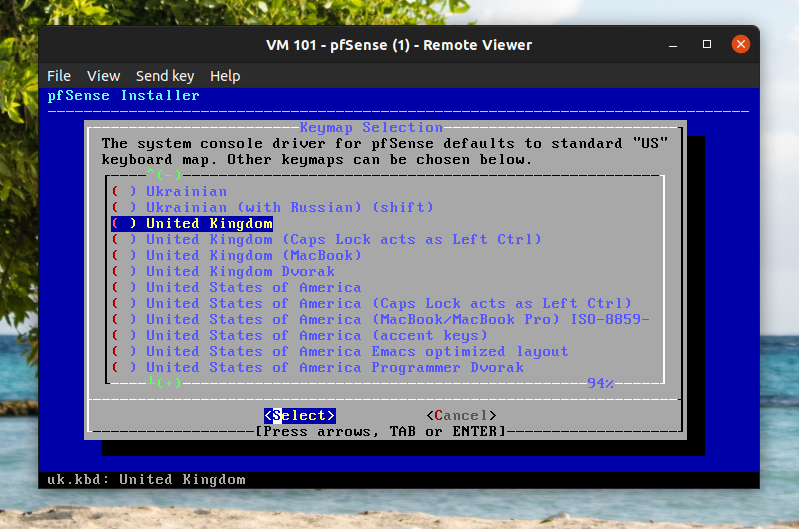 VM 101 - pfSense (1) - Remote Viewer
File View Send key Help
pfSense Installer
Keymap Selection
The system console driver for pfSense defaults to standard "US"
keyboard map. Other keymaps can be chosen below.
^(-)
( ) Ukrainian
( ) Ukrainian (with Russian) (shift)
( ) United Kingdom
( ) United Kingdom (Caps Lock acts as Left Ctrl)
( ) United Kingdom (MacBook)
( ) United Kingdom Dvorak
( ) United States of America
( ) United States of America (Caps Lock acts as Left Ctrl)
( ) United States of America (MacBook/MacBook Pro) ISO-8859-
( ) United States of America (accent keys)
( ) United States of America Emacs optimized layout
( ) United States of America Programmer Dvorak
↑(+) 94%
<Select> <Cancel>
[Press arrows, TAB or ENTER]
uk.kbd: United Kingdom